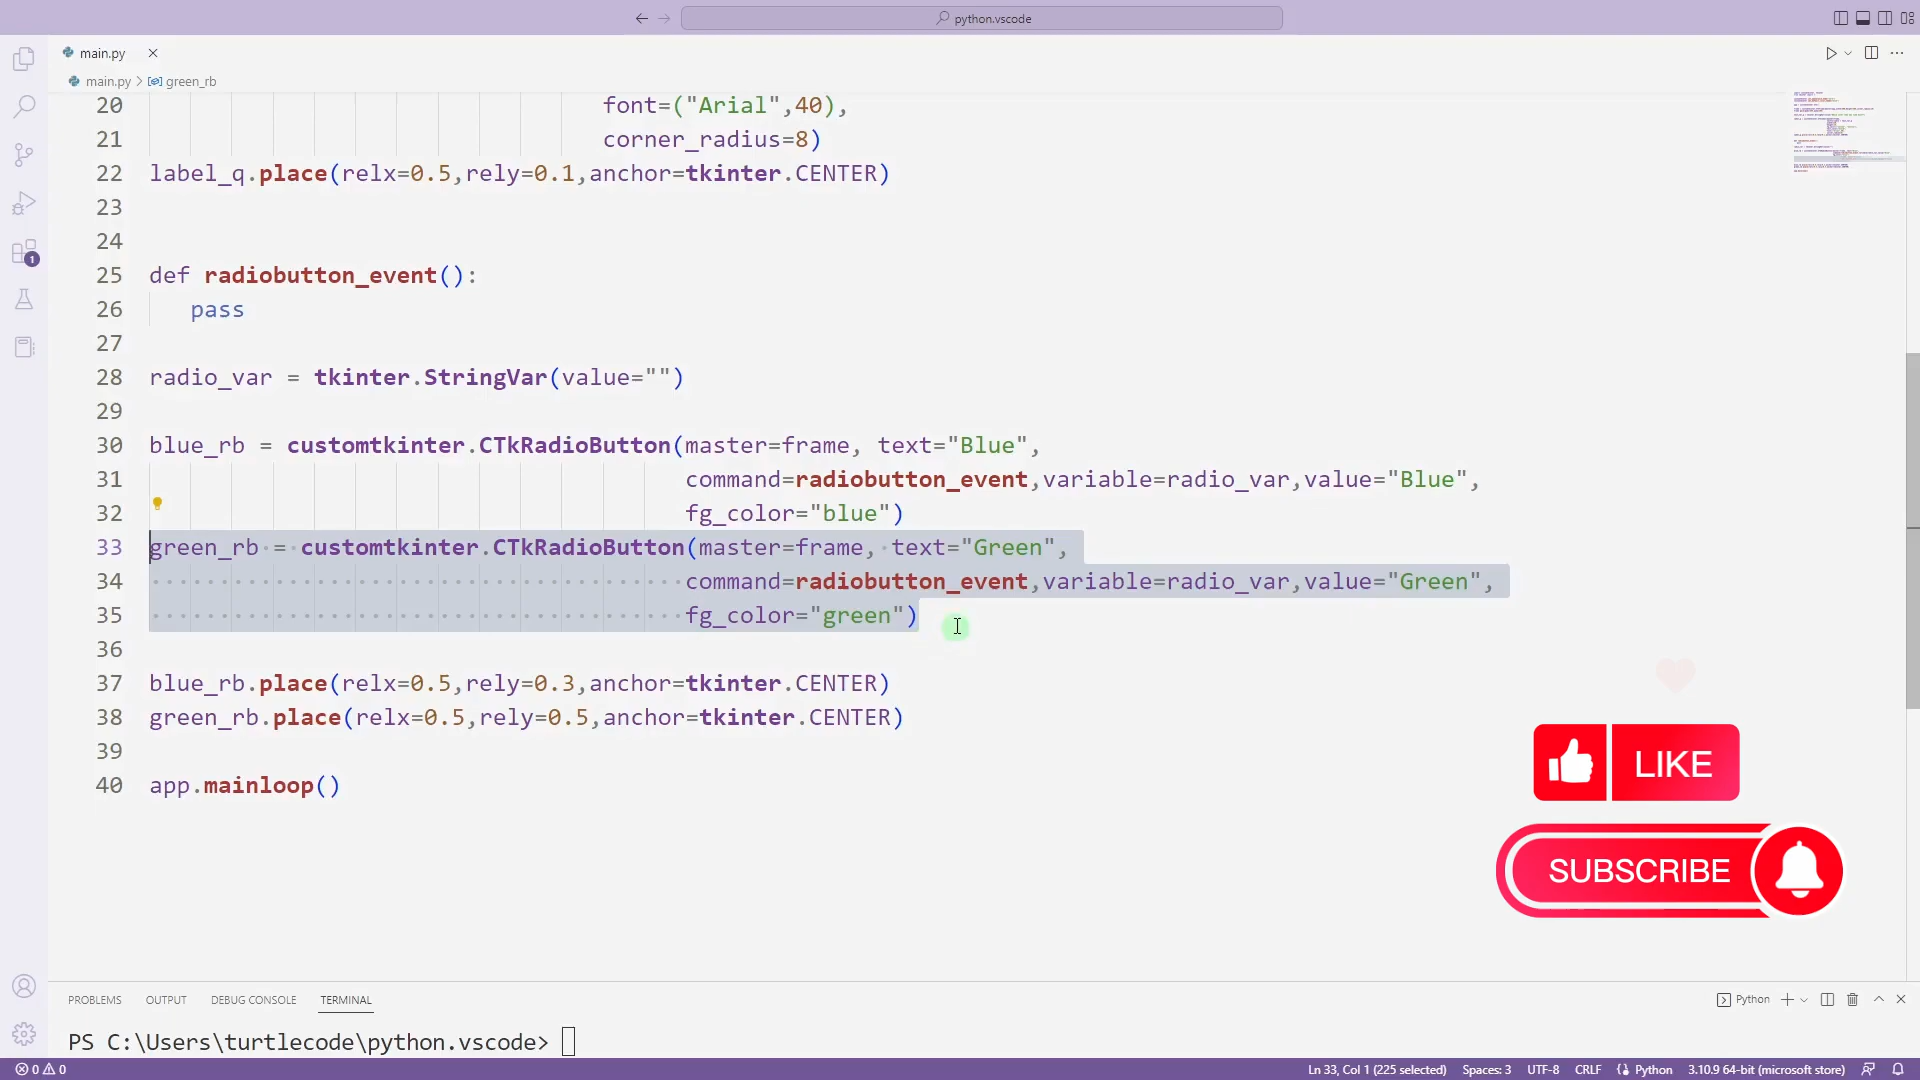 python.vscode
main.py
main.py > green_rb
20 font=("Arial",40),
21 corner_radius=8)
22 label_q.place(relx=0.5,rely=0.1,anchor=tkinter.CENTER)
23
24
25 def radiobutton_event():
26 pass
27
28 radio_var = tkinter.StringVar(value="")
29
30 blue_rb = customtkinter.CTkRadioButton(master=frame, text="Blue",
31 command=radiobutton_event,variable=radio_var,value="Blue",
32 fg_color="blue")
33 green_rb = customtkinter.CTkRadioButton(master=frame, text="Green",
34 command=radiobutton_event,variable=radio_var,value="Green",
35 fg_color="green")
36
37 blue_rb.place(relx=0.5,rely=0.3,anchor=tkinter.CENTER)
38 green_rb.place(relx=0.5,rely=0.5,anchor=tkinter.CENTER)
39
40 app.mainloop()
1
LIKE
SUBSCRIBE
PROBLEMS OUTPUT DEBUG CONSOLE TERMINAL Python
PS C:\Users\turtlecode\python.vscode>
0 0 Ln 33, Col 1 (225 selected) Spaces: 3 UTF-8 CRLF Python 3.10.9 64-bit (microsoft store)